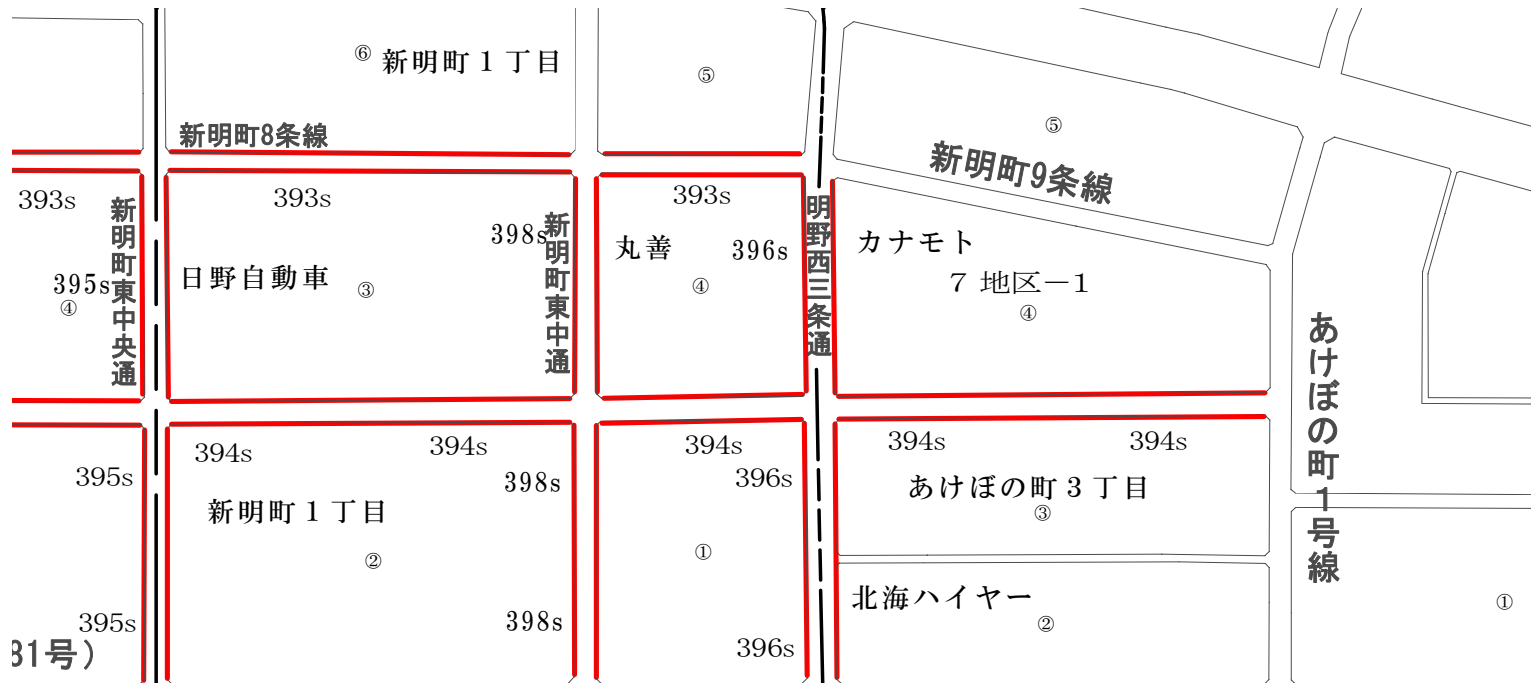 ⑥ 新明町１丁目
⑤
⑤
新明町8条線
新明町9条線
393s
393s
393s
新明町東中央通
398s
新明町東中通
丸善
396s
明野西三条通
カナモト
日野自動車
③
395s
④
④
７ 地区－１
④
あけぼの町１号線
394s
394s
394s
394s
394s
395s
398s
396s
新明町１丁目
あけぼの町３丁目
③
②
①
北海ハイヤー
②
①
395s
398s
396s
81号）